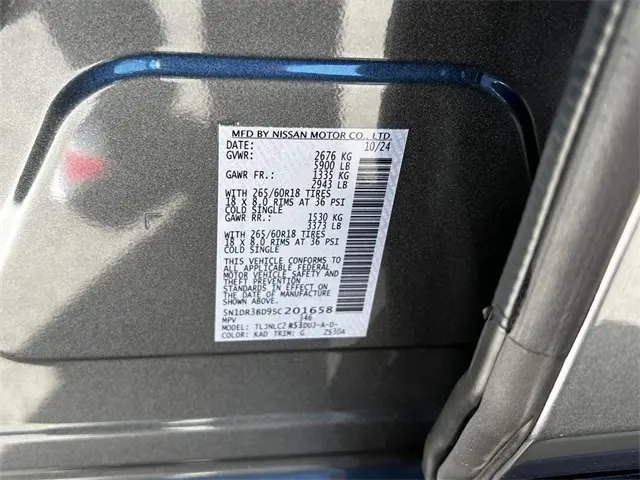 MFD BY NISSAN MOTOR CO., LTD.
DATE: 10/24
GVWR: 2676 KG
5900 LB
GAWR FR.: 1335 KG
2943 LB
WITH 265/60R18 TIRES
18 X 8.0 RIMS AT 36 PSI
COLD SINGLE
GAWR RR.: 1530 KG
3373 LB
WITH 265/60R18 TIRES
18 X 8.0 RIMS AT 36 PSI
COLD SINGLE
THIS VEHICLE CONFORMS TO
ALL APPLICABLE FEDERAL
MOTOR VEHICLE SAFETY AND
THEFT PREVENTION
STANDARDS IN EFFECT ON
THE DATE OF MANUFACTURE
SHOWN ABOVE.
5N1DR3BD9SC201658
MPV 346
MODEL: TLJNLC2 R53DUJ-A-D-
COLOR: KAD TRIM: G 2530A